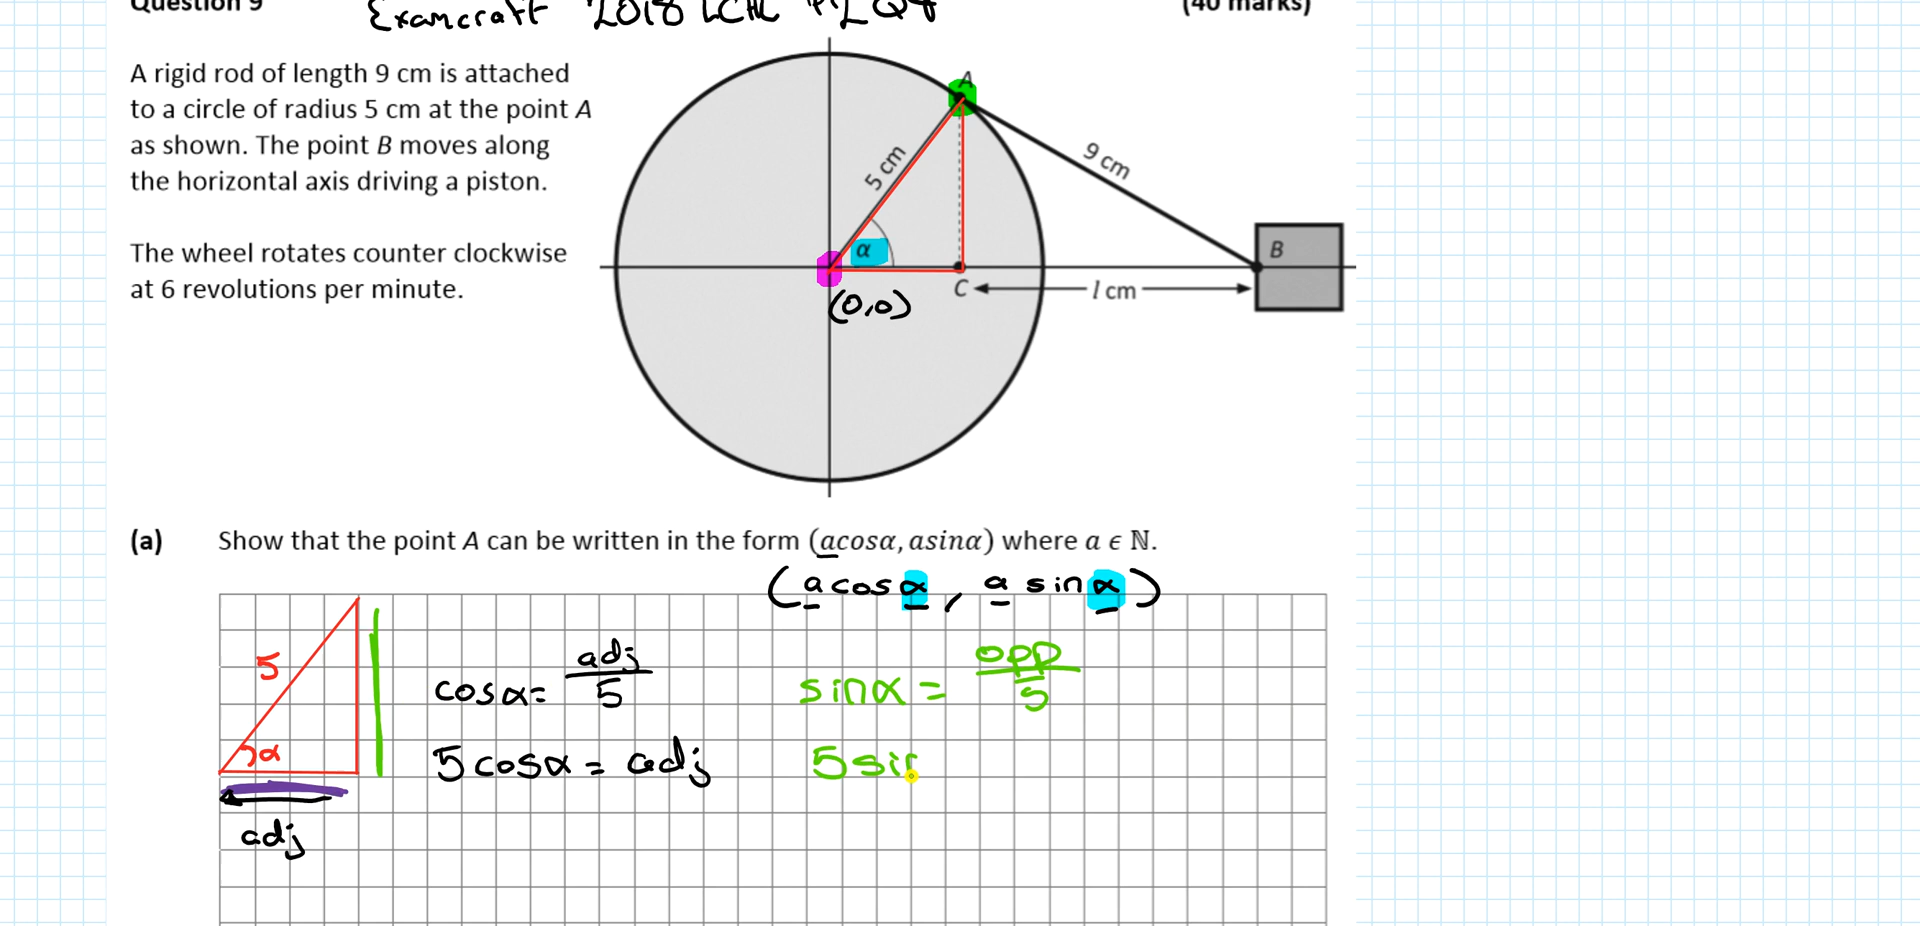 Question 9
Examcraft 2018 LCHL P2 Q9
(40 marks)
A rigid rod of length 9 cm is attached
to a circle of radius 5 cm at the point A
as shown. The point B moves along
the horizontal axis driving a piston.
The wheel rotates counter clockwise
at 6 revolutions per minute.
A
5 cm
9 cm
α
B
(0,0)
C
l cm
(a) Show that the point A can be written in the form (acosα, asinα) where a ϵ ℕ.
(a cos α, a sin α)
5
α
adj
cosα = adj/5
sinα = opp/5
5cosα = adj
5sin